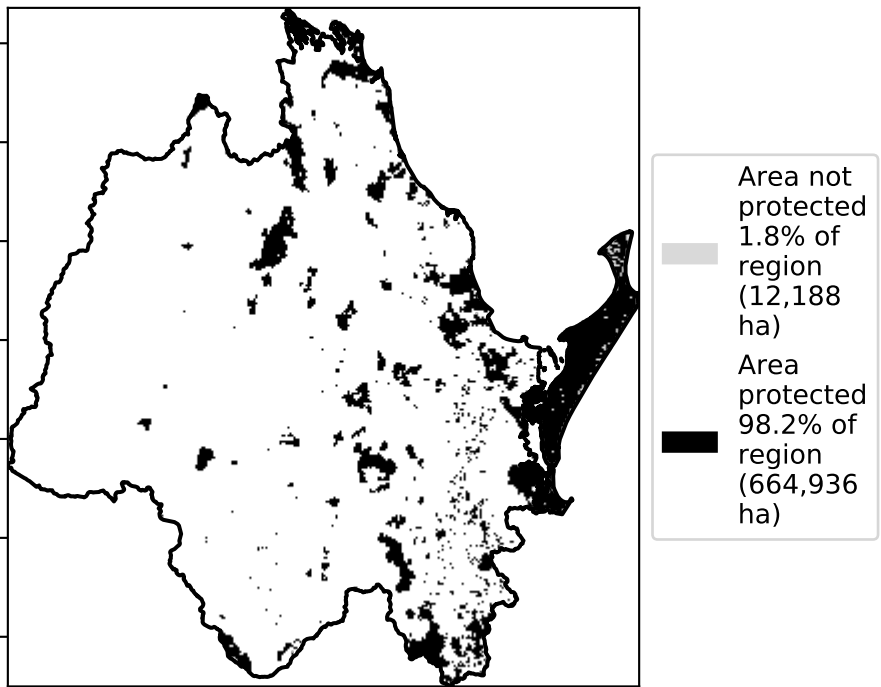 Area not
protected
1.8% of
region
(12,188
ha)
Area
protected
98.2% of
region
(664,936
ha)